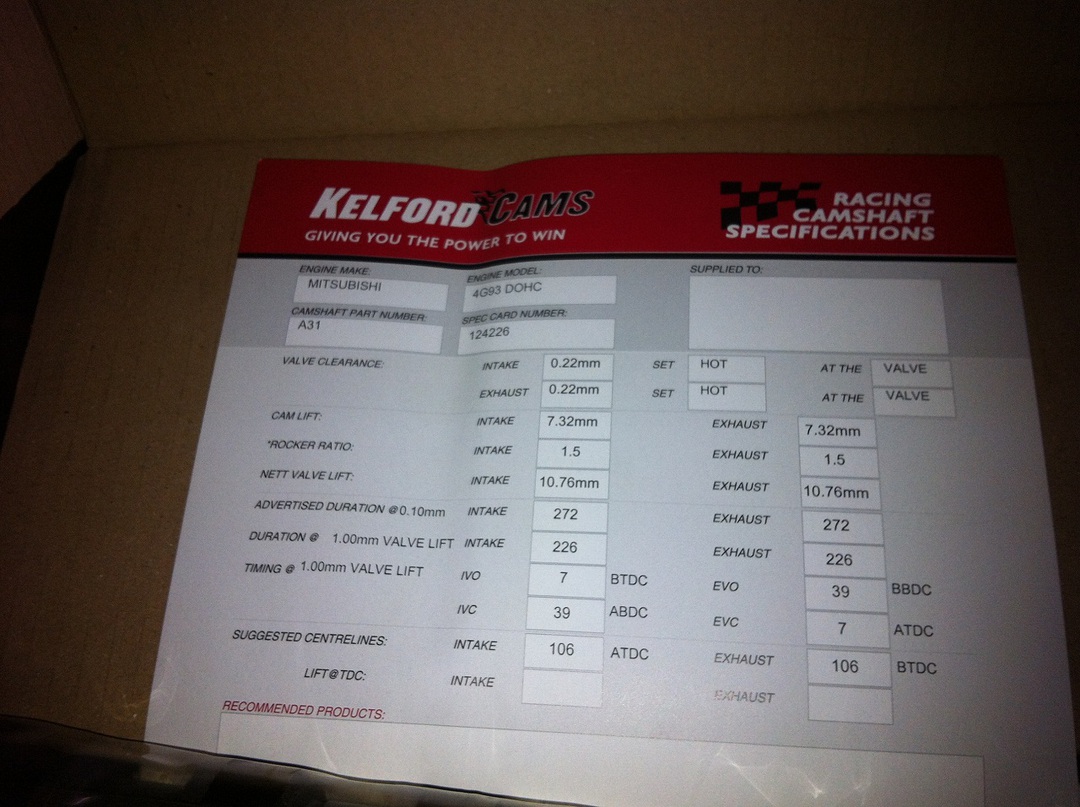 KELFORD CAMS
GIVING YOU THE POWER TO WIN
RACING
CAMSHAFT
SPECIFICATIONS
ENGINE MAKE: ENGINE MODEL: SUPPLIED TO:
MITSUBISHI 4G93 DOHC
CAMSHAFT PART NUMBER: SPEC CARD NUMBER:
A31 124226
VALVE CLEARANCE: INTAKE 0.22mm SET HOT AT THE VALVE
EXHAUST 0.22mm SET HOT AT THE VALVE
CAM LIFT: INTAKE 7.32mm EXHAUST 7.32mm
*ROCKER RATIO: INTAKE 1.5 EXHAUST 1.5
NETT VALVE LIFT: INTAKE 10.76mm EXHAUST 10.76mm
ADVERTISED DURATION @0.10mm INTAKE 272 EXHAUST 272
DURATION @ 1.00mm VALVE LIFT INTAKE 226 EXHAUST 226
TIMING @ 1.00mm VALVE LIFT IVO 7 BTDC EVO 39 BBDC
IVC 39 ABDC EVC 7 ATDC
SUGGESTED CENTRELINES: INTAKE 106 ATDC EXHAUST 106 BTDC
LIFT@TDC: INTAKE EXHAUST
RECOMMENDED PRODUCTS: